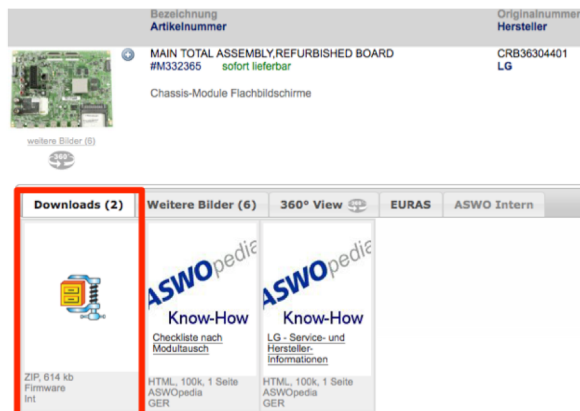 Bezeichnung
Originalnummer
Artikelnummer
Hersteller
MAIN TOTAL ASSEMBLY,REFURBISHED BOARD
CRB36304401
#M332365 sofort lieferbar
LG
Chassis-Module Flachbildschirme
weitere Bilder (6)
360°
Downloads (2)
Weitere Bilder (6)
360° View
EURAS
ASWO Intern
ASWOpedia
Know-How
Checkliste nach
Modultausch
ASWOpedia
Know-How
LG - Service- und
Hersteller-
Informationen
ZIP, 614 kb
Firmware
Int
HTML, 100k, 1 Seite
ASWOpedia
GER
HTML, 100k, 1 Seite
ASWOpedia
GER